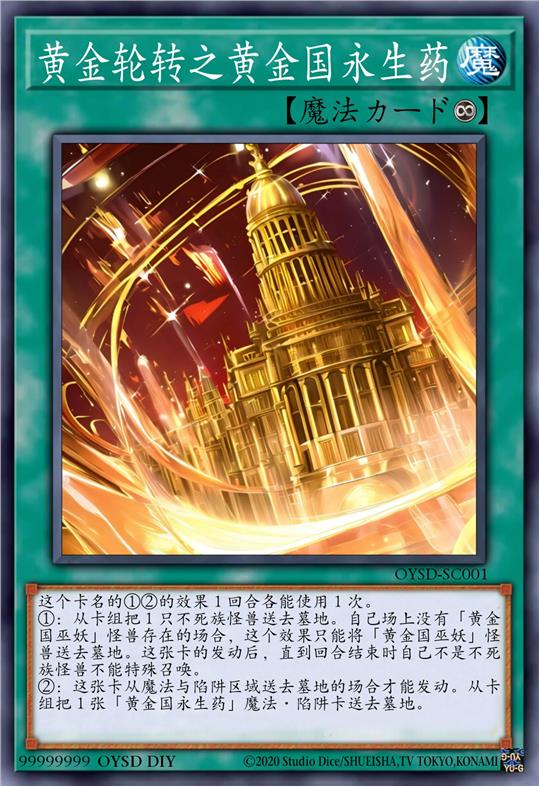 黄金轮转之黄金国永生药 魔
【魔法カード♾】
OYSD-SC001
这个卡名的①②的效果1回合各能使用1次。
①：从卡组把1只不死族怪兽送去墓地。自己场上没有「黄金
国巫妖」怪兽存在的场合，这个效果只能将「黄金国巫妖」怪
兽送去墓地。这张卡的发动后，直到回合结束时自己不是不死
族怪兽不能特殊召唤。
②：这张卡从魔法与陷阱区域送去墓地的场合才能发动。从卡
组把1张「黄金国永生药」魔法·陷阱卡送去墓地。
99999999 OYSD DIY ©2020 Studio Dice/SHUEISHA,TV TOKYO,KONAMI